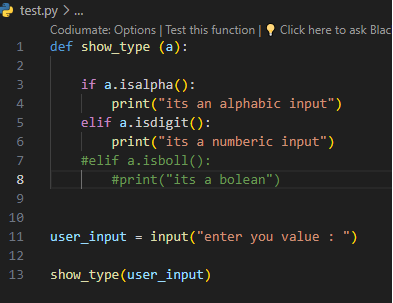 test.py > ...
Codiumate: Options | Test this function | 💡 Click here to ask Blac
1 def show_type (a):
2
3     if a.isalpha():
4         print("its an alphabic input")
5     elif a.isdigit():
6         print("its a numberic input")
7     #elif a.isboll():
8         #print("its a bolean")
9
10
11 user_input = input("enter you value : ")
12
13 show_type(user_input)